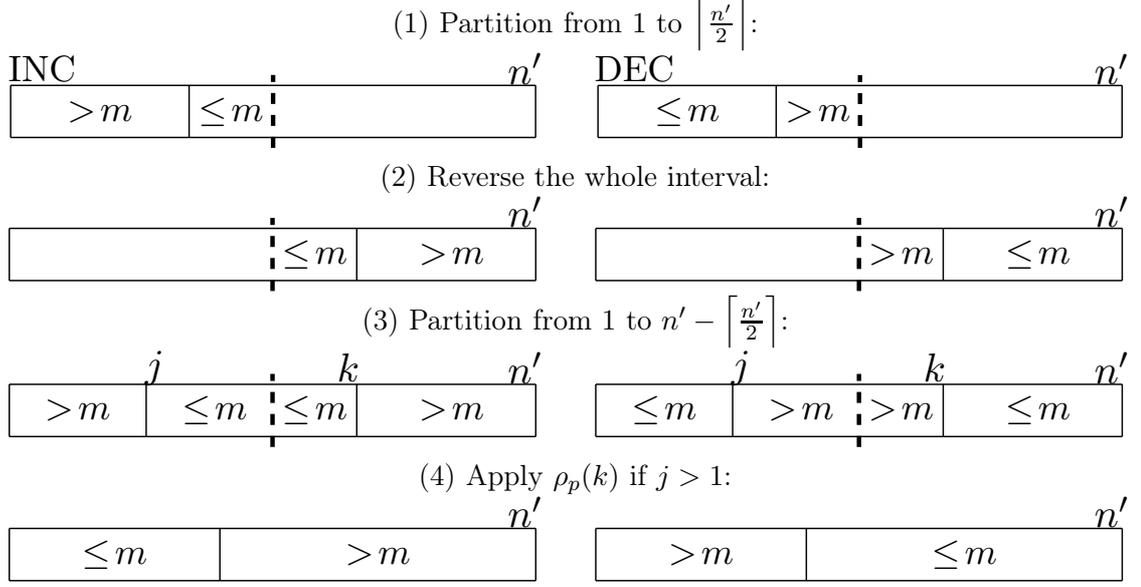 (1) Partition from 1 to ⌈n′/2⌉:
INC n′ DEC n′
> m ≤ m ≤ m > m
(2) Reverse the whole interval:
n′ n′
≤ m > m > m ≤ m
(3) Partition from 1 to n′ − ⌈n′/2⌉:
j k n′ j k n′
> m ≤ m ≤ m > m ≤ m > m > m ≤ m
(4) Apply ρₚ(k) if j > 1:
n′ n′
≤ m > m > m ≤ m